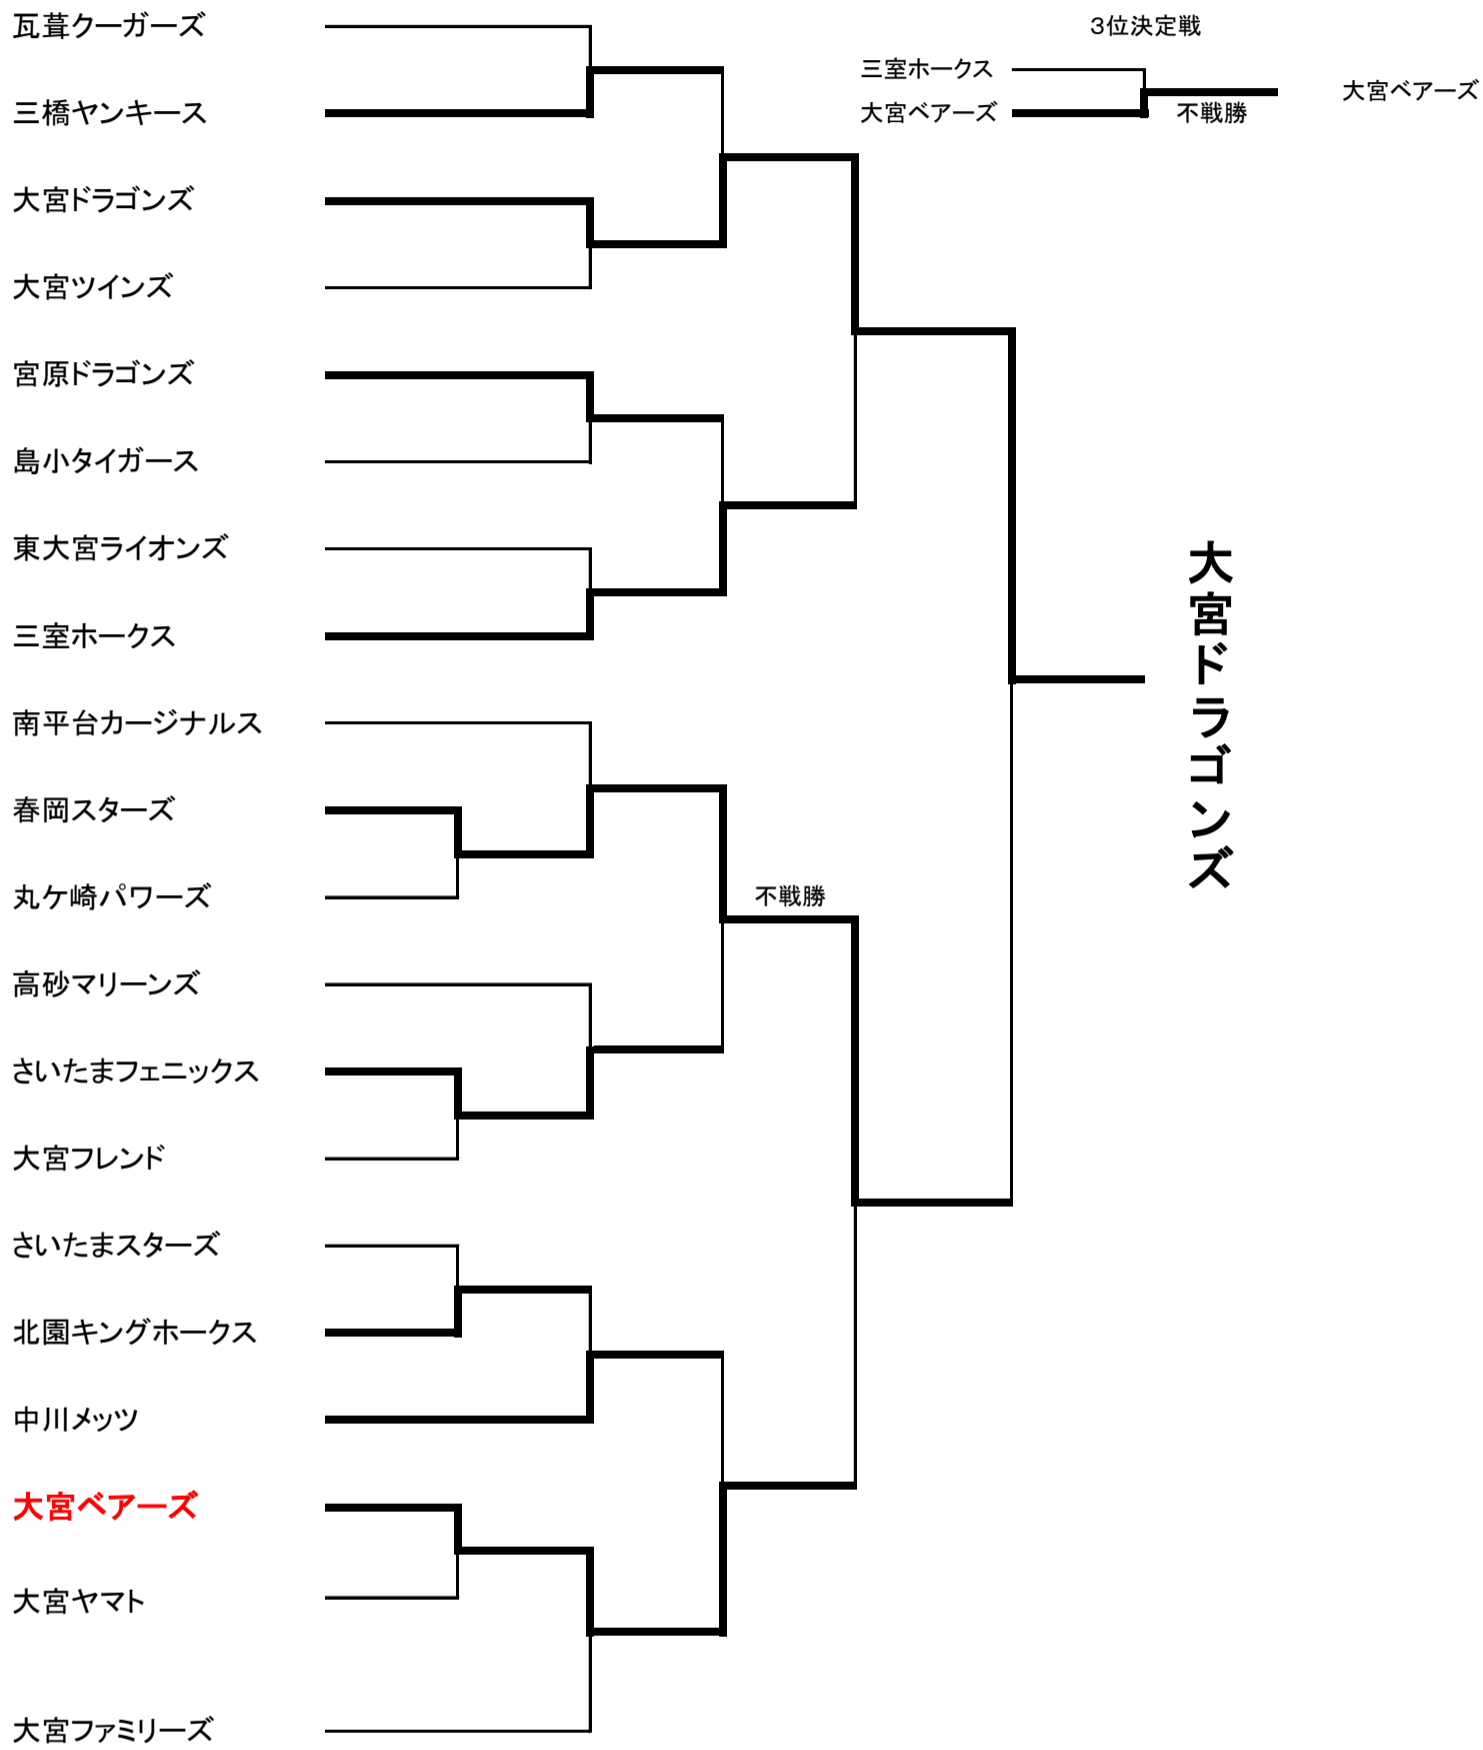 瓦葺クーガーズ
三橋ヤンキース
大宮ドラゴンズ
大宮ツインズ
宮原ドラゴンズ
島小タイガース
東大宮ライオンズ
三室ホークス
南平台カージナルス
春岡スターズ
丸ケ崎パワーズ
高砂マリーンズ
さいたまフェニックス
大宮フレンド
さいたまスターズ
北園キングホークス
中川メッツ
大宮ベアーズ
大宮ヤマト
大宮ファミリーズ
不戦勝
3位決定戦
三室ホークス
大宮ベアーズ
不戦勝
大宮ベアーズ
大宮ドラゴンズ